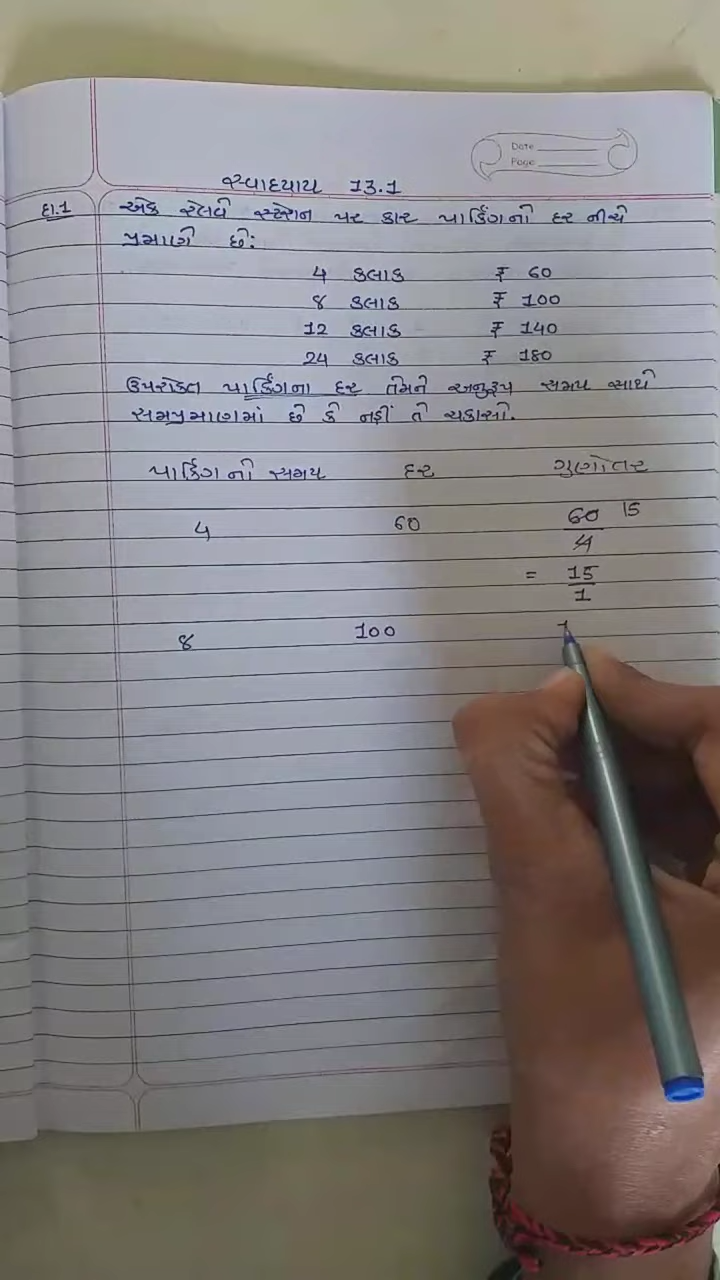 Date
Page
સ્વાધ્યાય 13.1
દા.1 એક રેલવે સ્ટેશન પર કાર પાર્કિંગનો દર નીચે
પ્રમાણે છે:
4 કલાક ₹ 60
8 કલાક ₹ 100
12 કલાક ₹ 140
24 કલાક ₹ 180
ઉપરોક્ત પાર્કિંગના દર તેમને અનુરૂપ સમય સાથે
સમપ્રમાણમાં છે કે નહીં તે ચકાસો.
પાર્કિંગ નો સમય દર ગુણોતર
4 60 60 15
4
= 15
1
8 100 1